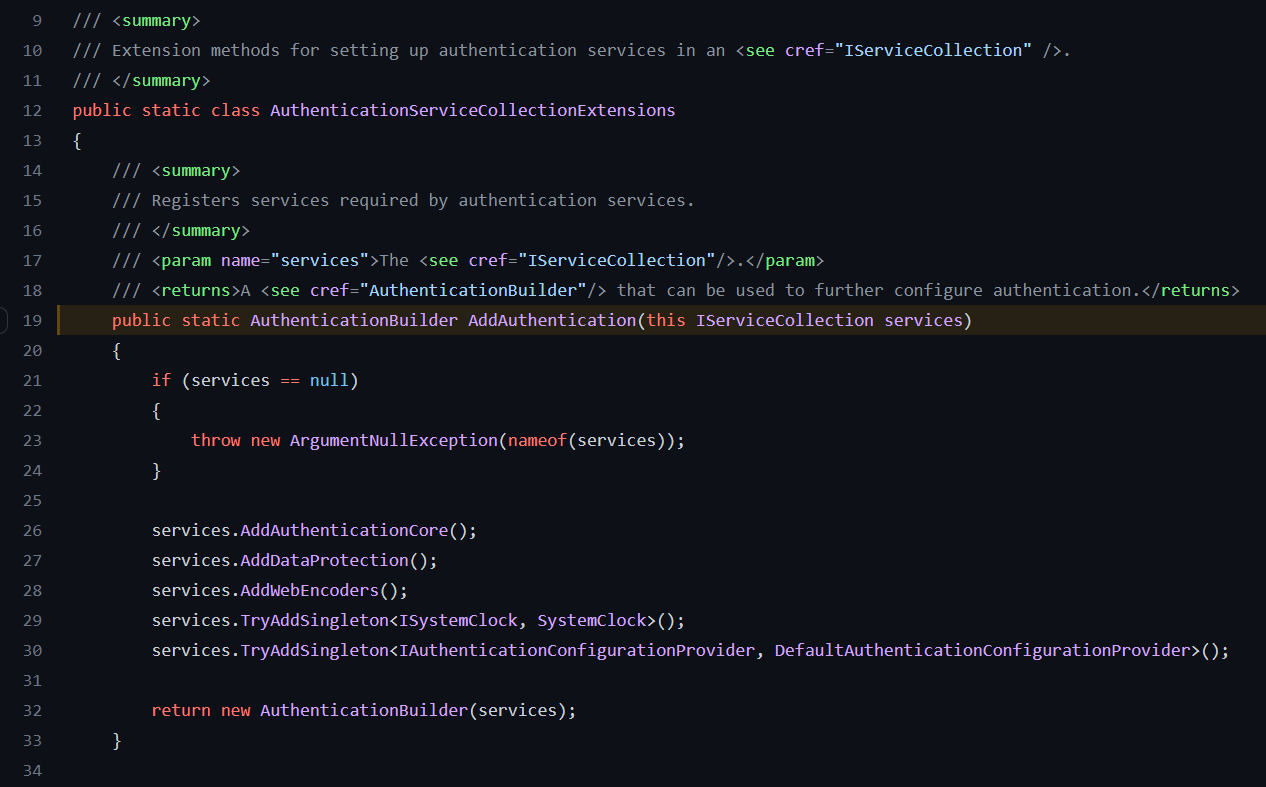 9 /// <summary>
10 /// Extension methods for setting up authentication services in an <see cref="IServiceCollection" />.
11 /// </summary>
12 public static class AuthenticationServiceCollectionExtensions
13 {
14     /// <summary>
15     /// Registers services required by authentication services.
16     /// </summary>
17     /// <param name="services">The <see cref="IServiceCollection"/>.</param>
18     /// <returns>A <see cref="AuthenticationBuilder"/> that can be used to further configure authentication.</returns>
19     public static AuthenticationBuilder AddAuthentication(this IServiceCollection services)
20     {
21         if (services == null)
22         {
23             throw new ArgumentNullException(nameof(services));
24         }
25
26         services.AddAuthenticationCore();
27         services.AddDataProtection();
28         services.AddWebEncoders();
29         services.TryAddSingleton<ISystemClock, SystemClock>();
30         services.TryAddSingleton<IAuthenticationConfigurationProvider, DefaultAuthenticationConfigurationProvider>();
31
32         return new AuthenticationBuilder(services);
33     }
34